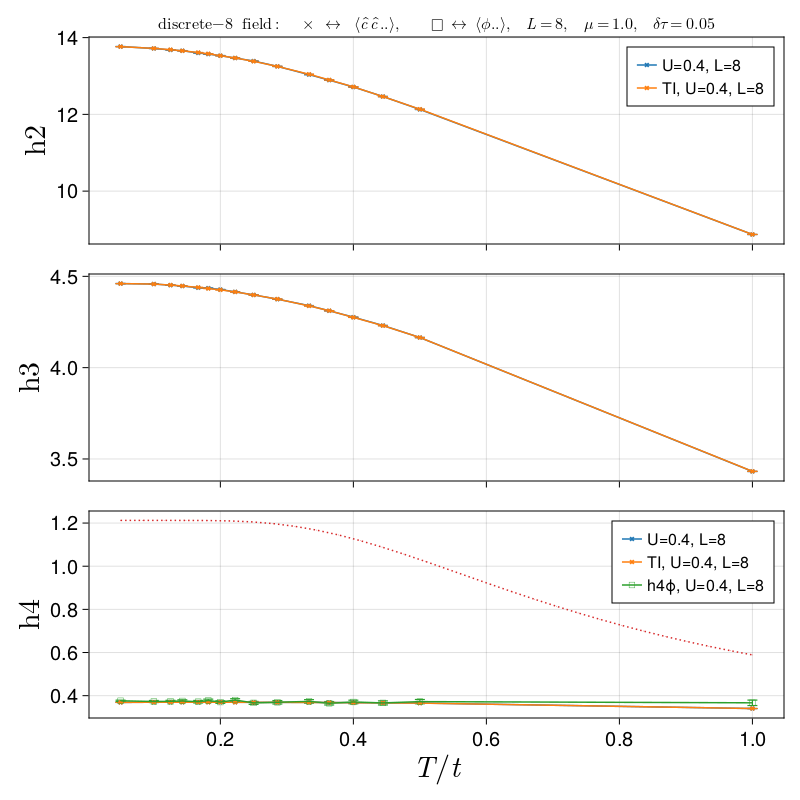 discrete−8 field: × ↔ ⟨ĉ ĉ ..⟩, □ ↔ ⟨ϕ..⟩, L = 8, μ = 1.0, δτ = 0.05
14
12
10
h2
U=0.4, L=8
TI, U=0.4, L=8
4.5
4.0
3.5
h3
1.2
1.0
0.8
0.6
0.4
h4
U=0.4, L=8
TI, U=0.4, L=8
h4ϕ, U=0.4, L=8
0.2 0.4 0.6 0.8 1.0
T/t